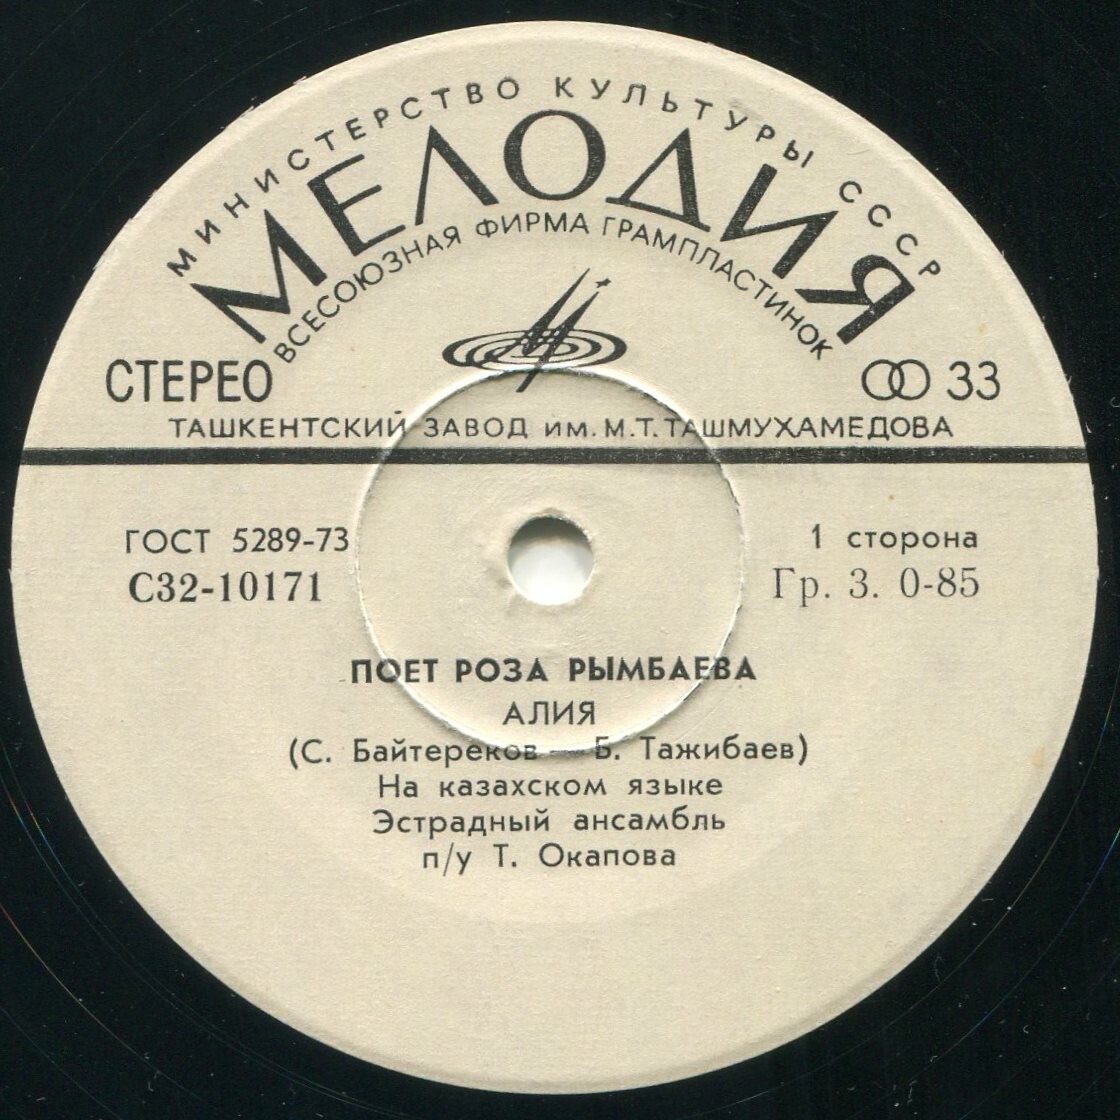 МИНИСТЕРСТВО КУЛЬТУРЫ СССР
МЕЛОДИЯ
ВСЕСОЮЗНАЯ ФИРМА ГРАМПЛАСТИНОК
СТЕРЕО
33
ТАШКЕНТСКИЙ ЗАВОД им. М.Т. ТАШМУХАМЕДОВА
ГОСТ 5289-73
1 сторона
С32-10171
Гр. 3. 0-85
ПОЕТ РОЗА РЫМБАЕВА
АЛИЯ
(С. Байтереков — Б. Тажибаев)
На казахском языке
Эстрадный ансамбль
п/у Т. Окапова